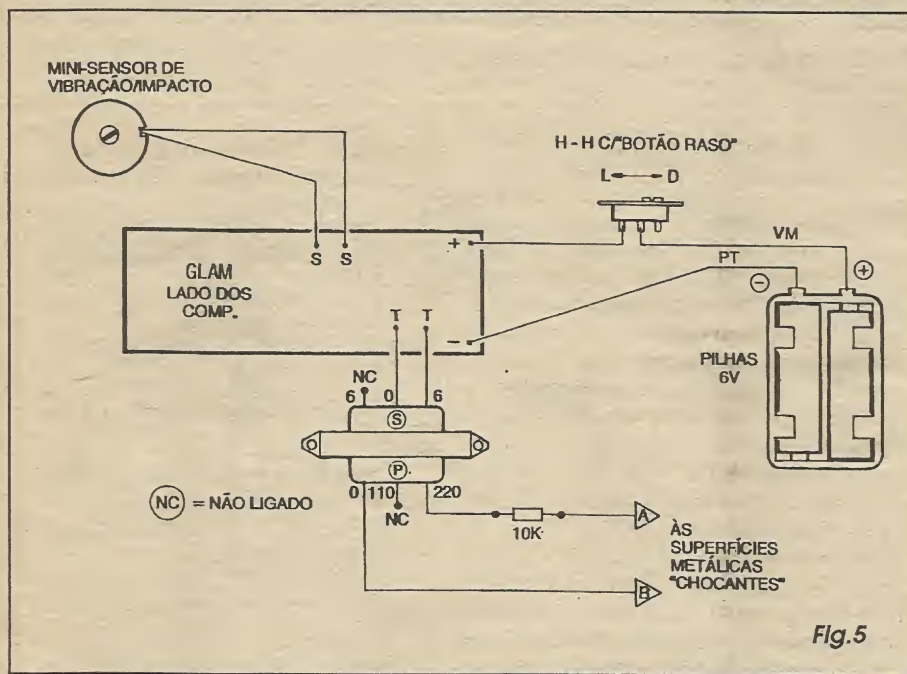 MINI-SENSOR DE
VIBRAÇÃO/IMPACTO
H - H C/"BOTÃO RASO"
L D
VM
PT
S S
+
GLAM
LADO DOS
COMP.
T T
−
− +
PILHAS
6V
NC
6 0 6
S
P
0 110 220
NC
NC = NÃO LIGADO
10K
A
B
ÀS
SUPERFÍCIES
METÁLICAS
"CHOCANTES"
Fig.5